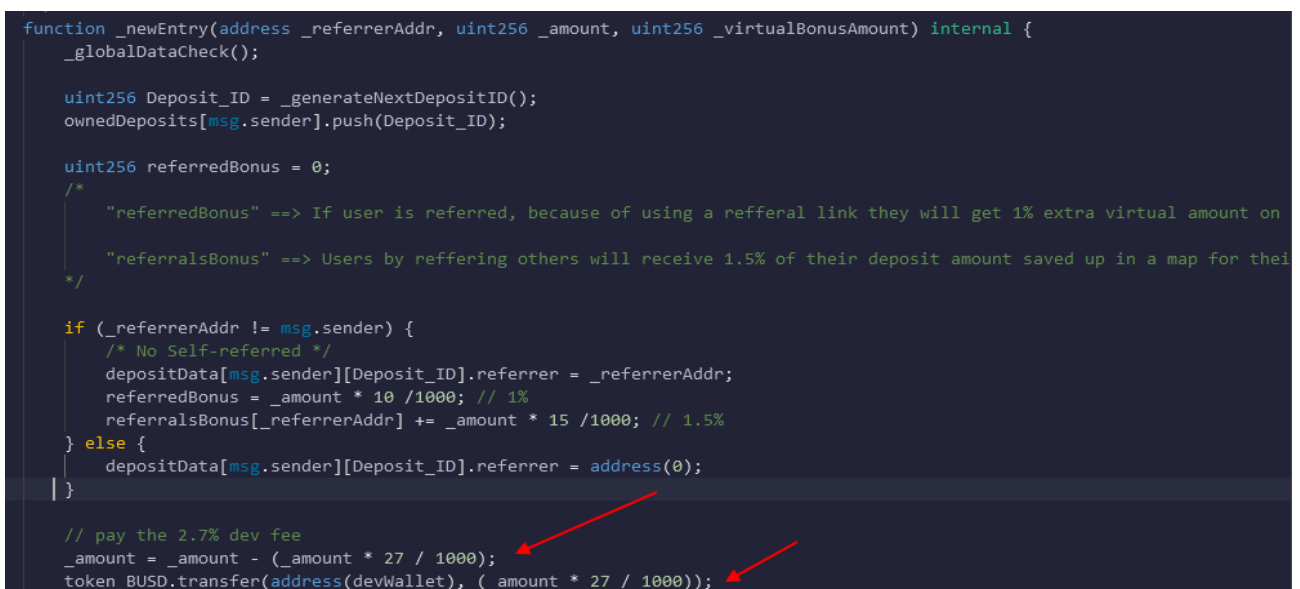 function _newEntry(address _referrerAddr, uint256 _amount, uint256 _virtualBonusAmount) internal {
_globalDataCheck();
uint256 Deposit_ID = _generateNextDepositID();
ownedDeposits[msg.sender].push(Deposit_ID);
uint256 referredBonus = 0;
/*
"referredBonus" ==> If user is referred, because of using a refferal link they will get 1% extra virtual amount on
"referralsBonus" ==> Users by reffering others will receive 1.5% of their deposit amount saved up in a map for thei
*/
if (_referrerAddr != msg.sender) {
/* No Self-referred */
depositData[msg.sender][Deposit_ID].referrer = _referrerAddr;
referredBonus = _amount * 10 /1000; // 1%
referralsBonus[_referrerAddr] += _amount * 15 /1000; // 1.5%
} else {
depositData[msg.sender][Deposit_ID].referrer = address(0);
}
// pay the 2.7% dev fee
_amount = _amount - (_amount * 27 / 1000);
token BUSD.transfer(address(devWallet), ( amount * 27 / 1000));